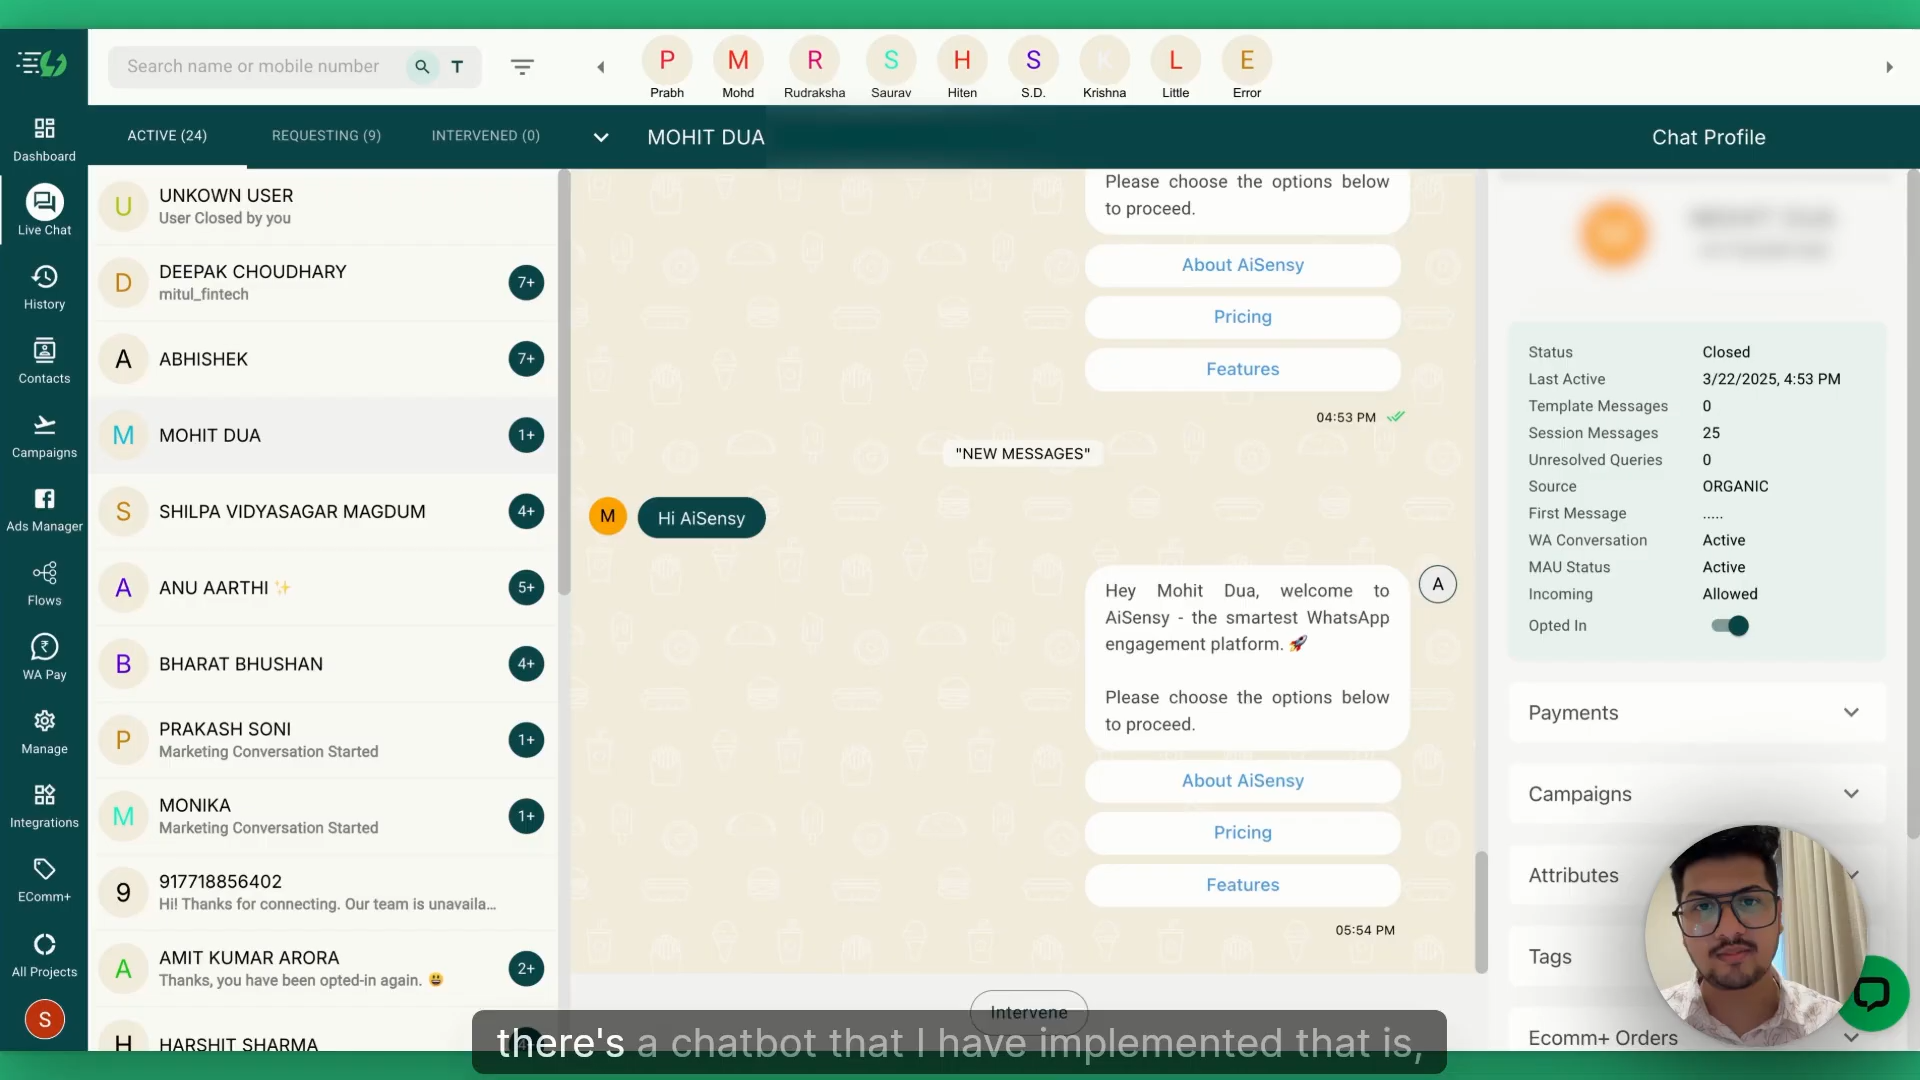 Search name or mobile number
T
P
M
R
S
H
S
K
L
E
Prabh
Mohd
Rudraksha
Saurav
Hiten
S.D.
Krishna
Little
Error
ACTIVE (24)
REQUESTING (9)
INTERVENED (0)
MOHIT DUA
Chat Profile
Dashboard
Live Chat
History
Contacts
Campaigns
Ads Manager
Flows
WA Pay
Manage
Integrations
EComm+
All Projects
S
U
UNKOWN USER
User Closed by you
D
DEEPAK CHOUDHARY
mitul_fintech
7+
A
ABHISHEK
7+
M
MOHIT DUA
1+
S
SHILPA VIDYASAGAR MAGDUM
4+
A
ANU AARTHI ✨
5+
B
BHARAT BHUSHAN
4+
P
PRAKASH SONI
Marketing Conversation Started
1+
M
MONIKA
Marketing Conversation Started
1+
9
917718856402
Hi! Thanks for connecting. Our team is unavaila...
A
AMIT KUMAR ARORA
Thanks, you have been opted-in again. 😃
2+
H
HARSHIT SHARMA
Please choose the options below
to proceed.
About AiSensy
Pricing
Features
04:53 PM
"NEW MESSAGES"
M
Hi AiSensy
A
Hey Mohit Dua, welcome to
AiSensy - the smartest WhatsApp
engagement platform. 🚀
Please choose the options below
to proceed.
About AiSensy
Pricing
Features
05:54 PM
Intervene
Status Closed
Last Active 3/22/2025, 4:53 PM
Template Messages 0
Session Messages 25
Unresolved Queries 0
Source ORGANIC
First Message .....
WA Conversation Active
MAU Status Active
Incoming Allowed
Opted In
Payments
Campaigns
Attributes
Tags
Ecomm+ Orders
there's a chatbot that I have implemented that is,